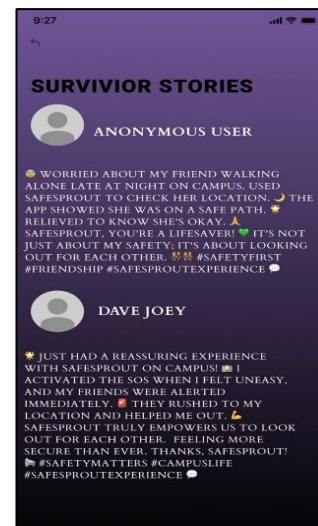 9:27
SURVIVIOR STORIES
ANONYMOUS USER
😰 WORRIED ABOUT MY FRIEND WALKING
ALONE LATE AT NIGHT ON CAMPUS. USED
SAFESPROUT TO CHECK HER LOCATION. 🌙 THE
APP SHOWED SHE WAS ON A SAFE PATH. 🌟
RELIEVED TO KNOW SHE'S OKAY. 🙏
SAFESPROUT, YOU'RE A LIFESAVER! 💚 IT'S NOT
JUST ABOUT MY SAFETY; IT'S ABOUT LOOKING
OUT FOR EACH OTHER. 👫👫 #SAFETYFIRST
#FRIENDSHIP #SAFESPROUTEXPERIENCE 💬
DAVE JOEY
🌟 JUST HAD A REASSURING EXPERIENCE
WITH SAFESPROUT ON CAMPUS! 🏫 I
ACTIVATED THE SOS WHEN I FELT UNEASY,
AND MY FRIENDS WERE ALERTED
IMMEDIATELY. 🚨 THEY RUSHED TO MY
LOCATION AND HELPED ME OUT. 💪
SAFESPROUT TRULY EMPOWERS US TO LOOK
OUT FOR EACH OTHER. FEELING MORE
SECURE THAN EVER. THANKS, SAFESPROUT!
📢 #SAFETYMATTERS #CAMPUSLIFE
#SAFESPROUTEXPERIENCE 💬